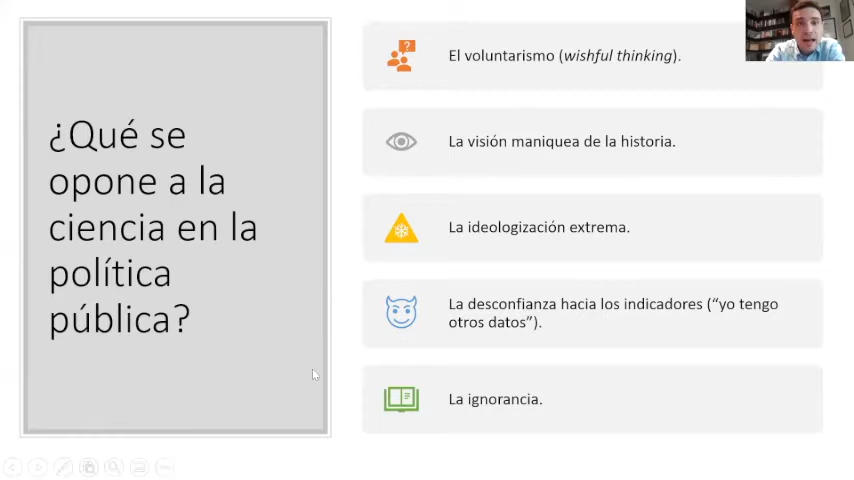 ¿Qué se
opone a la
ciencia en la
política
pública?
El voluntarismo (wishful thinking).
La visión maniquea de la historia.
La ideologización extrema.
La desconfianza hacia los indicadores (“yo tengo
otros datos”).
La ignorancia.